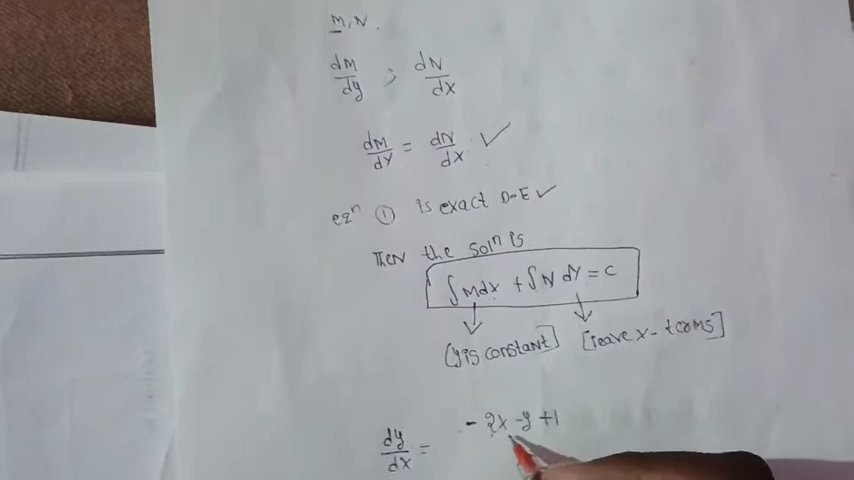 M, N.
dM/dy ; dN/dx
dM/dy = dN/dx ✓
eqⁿ ① is exact D-E ✓
Then the solⁿ is
∫Mdx + ∫N dy = c
[y is constant] [leave x - terms]
dy/dx = - 2x - y + 1